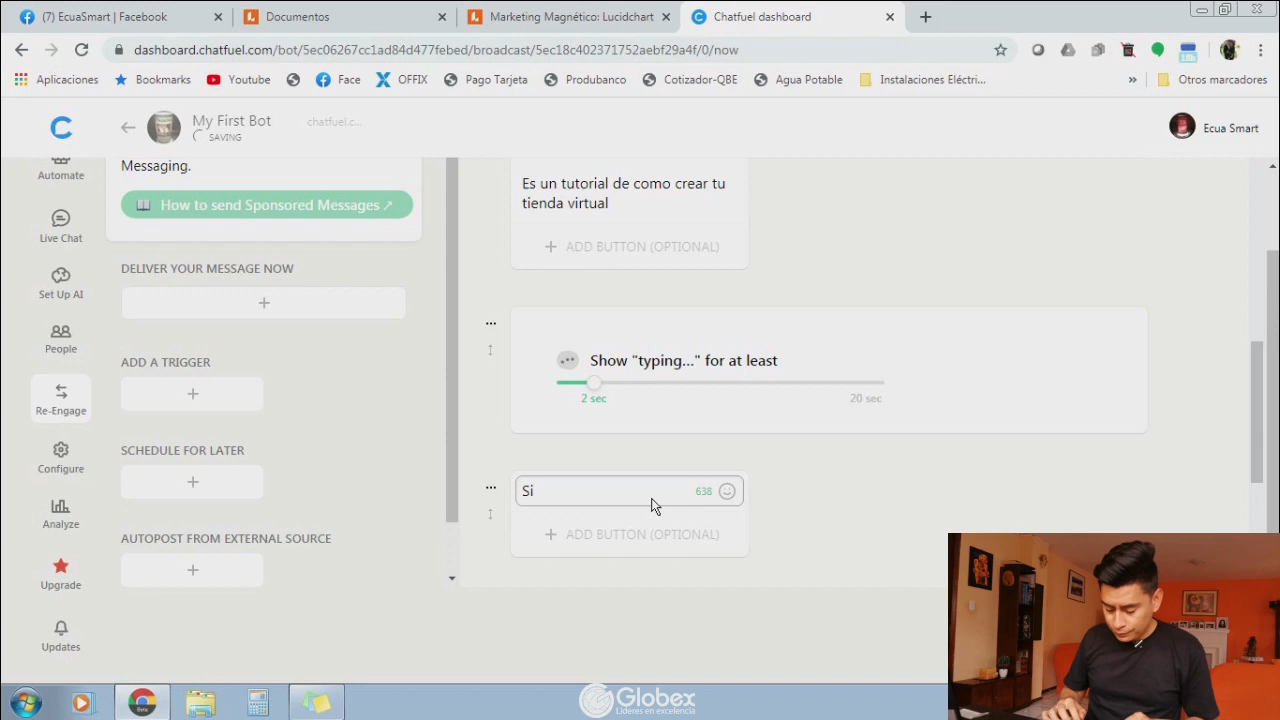 (7) EcuaSmart | Facebook
Documentos
Marketing Magnético: Lucidchart
Chatfuel dashboard
dashboard.chatfuel.com/bot/5ec06267cc1ad84d477febed/broadcast/5ec18c402371752aebf29a4f/0/now
Aplicaciones
Bookmarks
Youtube
Face
OFFIX
Pago Tarjeta
Produbanco
Cotizador-QBE
Agua Potable
Instalaciones Eléctri...
»
Otros marcadores
My First Bot
SAVING
chatfuel.c...
Ecua Smart
Automate
Live Chat
Set Up AI
People
Re-Engage
Configure
Analyze
Upgrade
Updates
Messaging.
How to send Sponsored Messages ↗
DELIVER YOUR MESSAGE NOW
+
ADD A TRIGGER
+
SCHEDULE FOR LATER
+
AUTOPOST FROM EXTERNAL SOURCE
+
Es un tutorial de como crear tu
tienda virtual
+ ADD BUTTON (OPTIONAL)
Show "typing..." for at least
2 sec
20 sec
Si
638
+ ADD BUTTON (OPTIONAL)
Globex
Líderes en excelencia